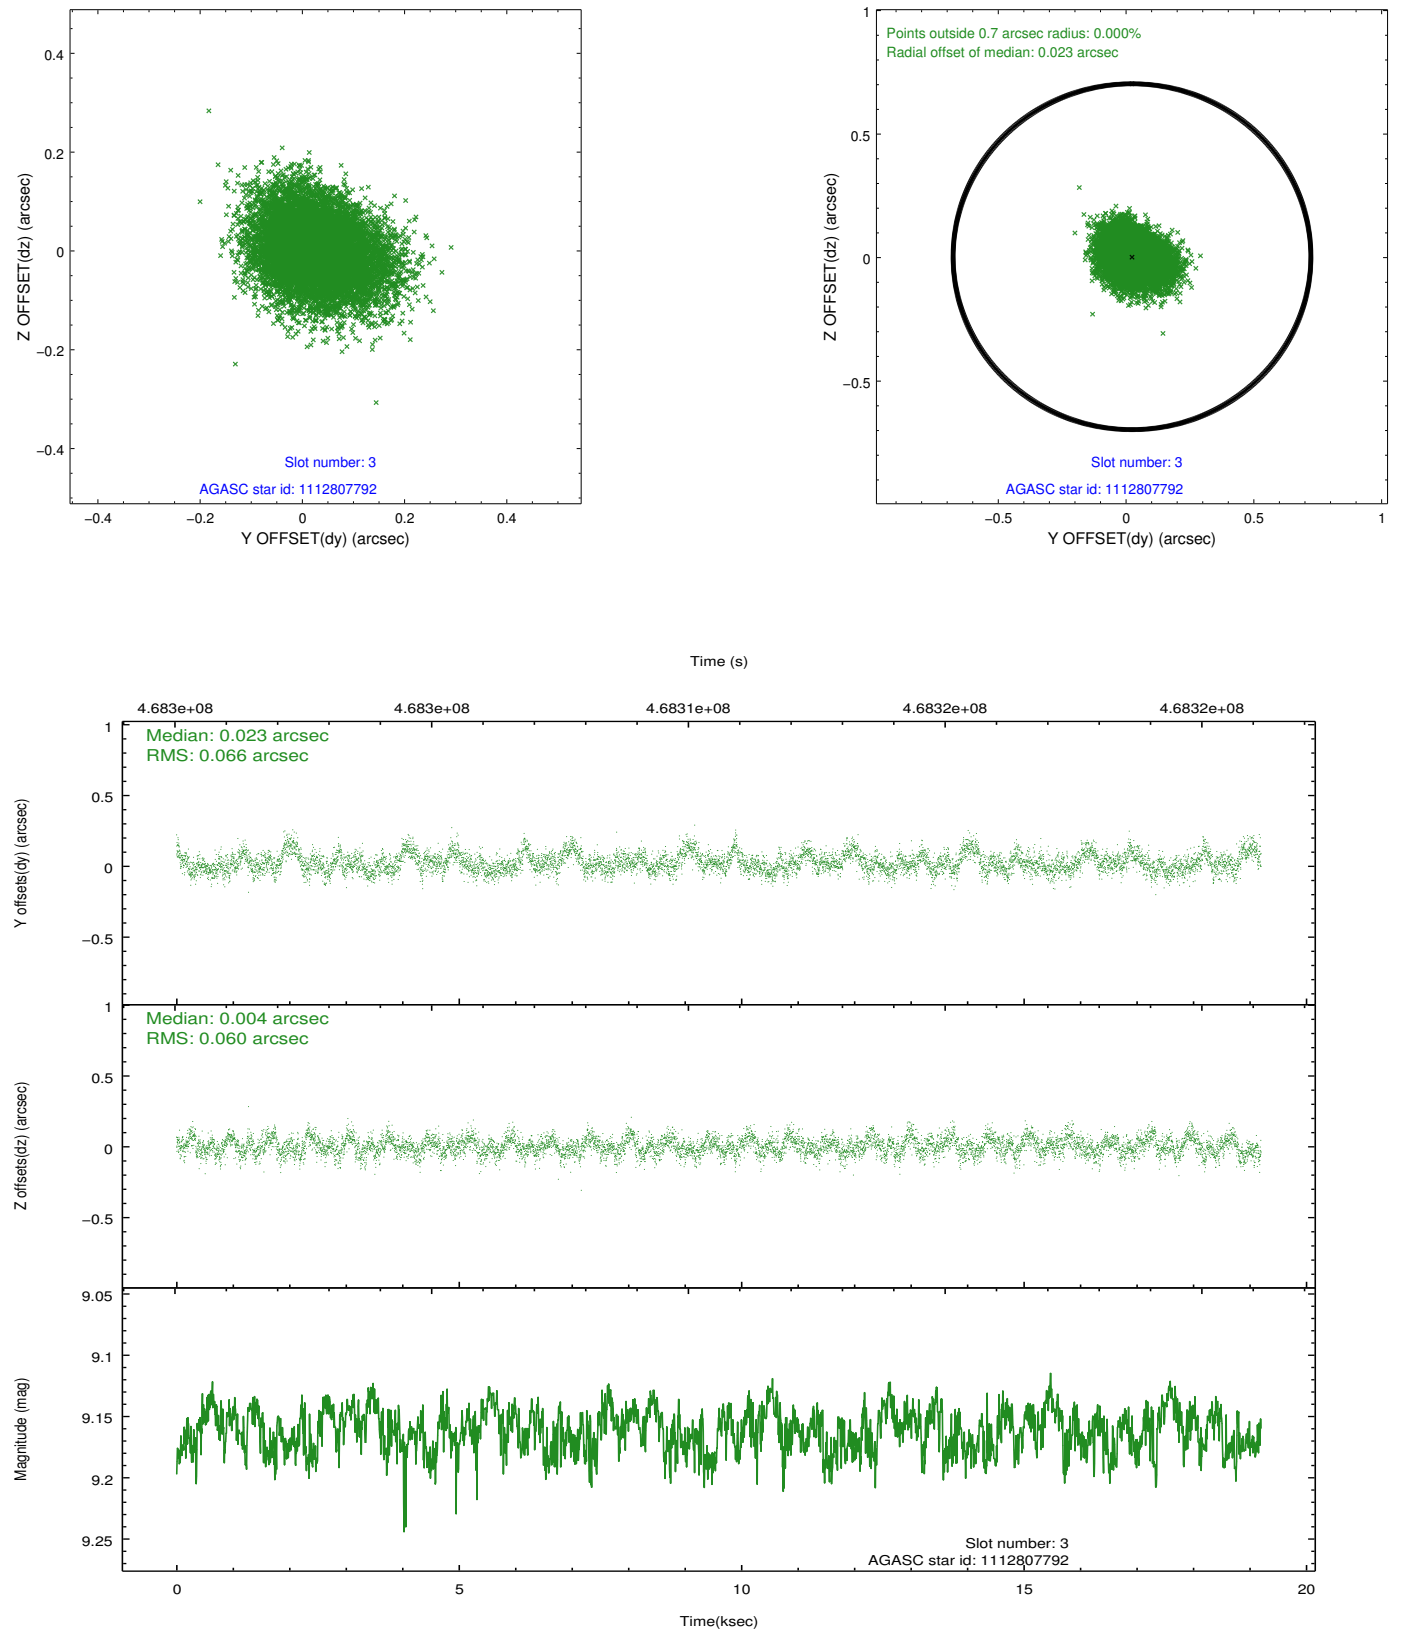 0.4
0.2
0
−0.2
−0.4
Z OFFSET(dz) (arcsec)
Slot number: 3
AGASC star id: 1112807792
−0.4 −0.2 0 0.2 0.4
Y OFFSET(dy) (arcsec)
1
0.5
0
−0.5
Z OFFSET(dz) (arcsec)
Points outside 0.7 arcsec radius: 0.000%
Radial offset of median: 0.023 arcsec
Slot number: 3
AGASC star id: 1112807792
−0.5 0 0.5 1
Y OFFSET(dy) (arcsec)
Time (s)
4.683e+08 4.683e+08 4.6831e+08 4.6832e+08 4.6832e+08
1
0.5
0
−0.5
Y offsets(dy) (arcsec)
Median: 0.023 arcsec
RMS: 0.066 arcsec
1
0.5
0
−0.5
Z offsets(dz) (arcsec)
Median: 0.004 arcsec
RMS: 0.060 arcsec
9.05
9.1
9.15
9.2
9.25
Magnitude (mag)
Slot number: 3
AGASC star id: 1112807792
0 5 10 15 20
Time(ksec)